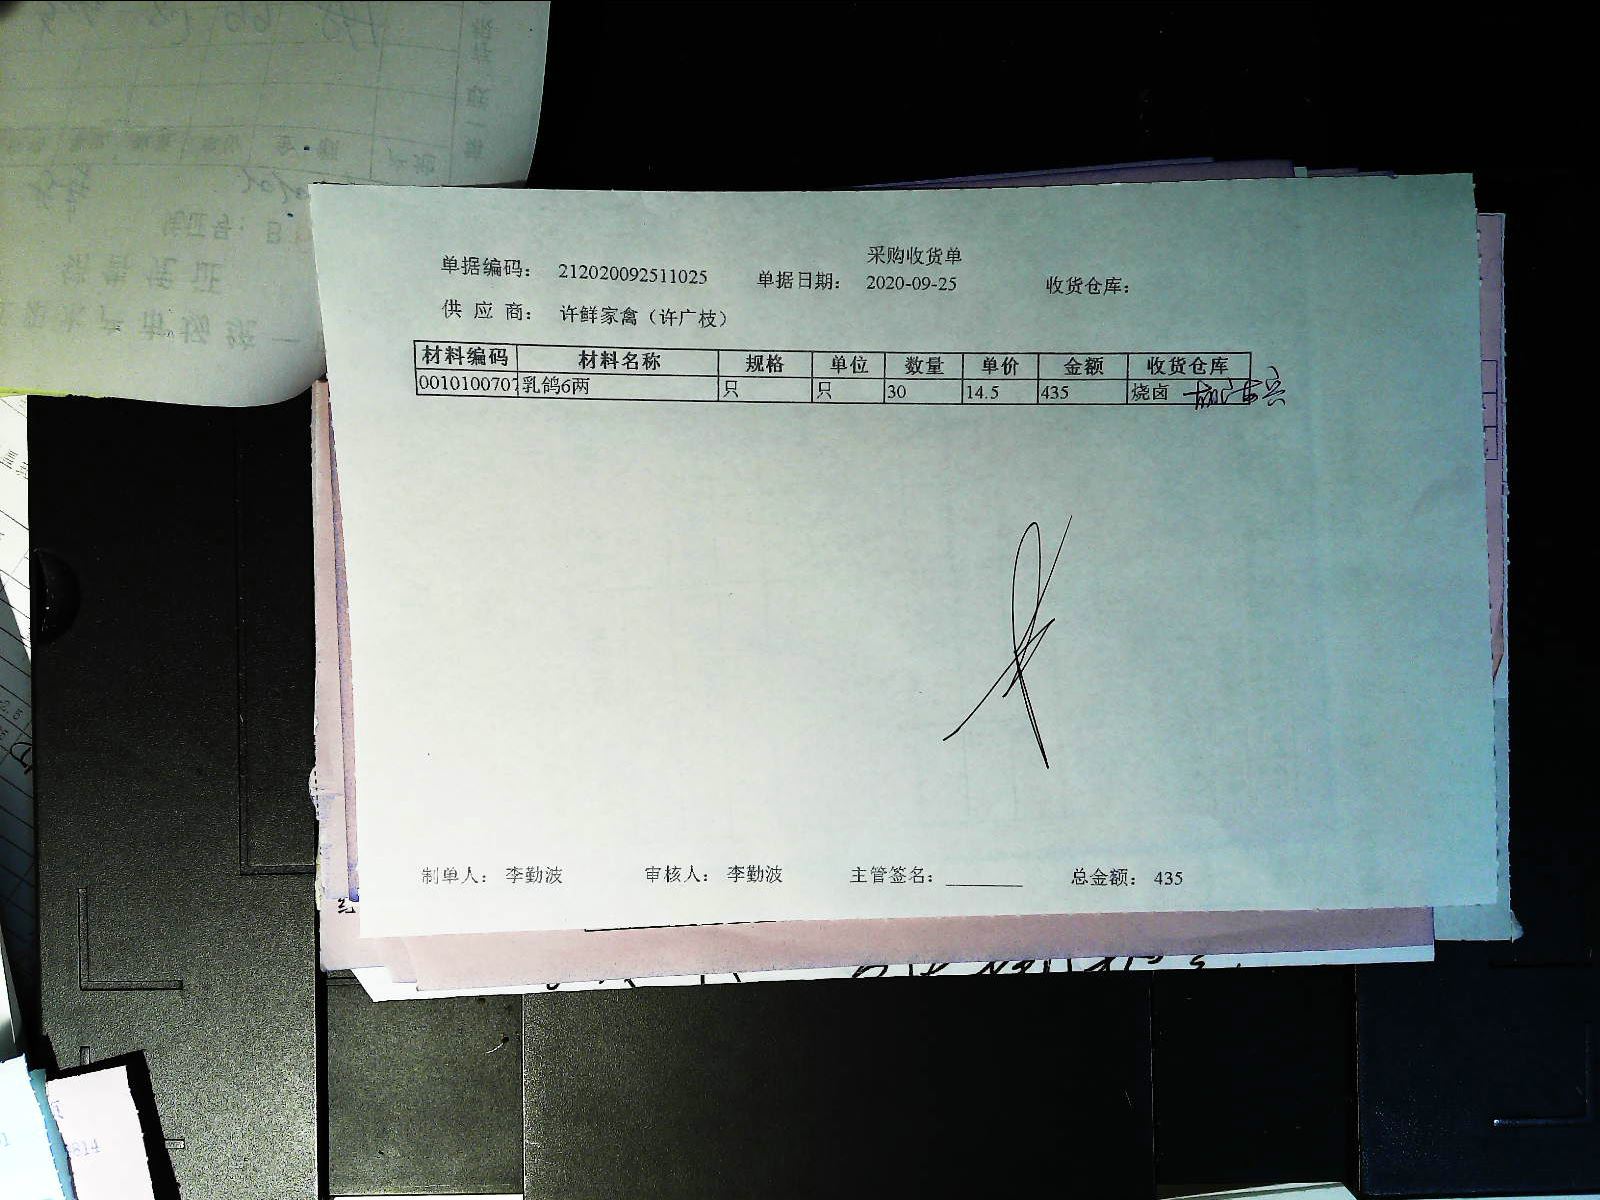 采购收货单
单据编码： 212020092511025 单据日期： 2020-09-25 收货仓库：
供 应 商： 许鲜家禽（许广枝）
材料编码 材料名称 规格 单位 数量 单价 金额 收货仓库
0010100707 乳鸽6两 只 只 30 14.5 435 烧卤
制单人： 李勤波 审核人： 李勤波 主管签名：________ 总金额： 435
814